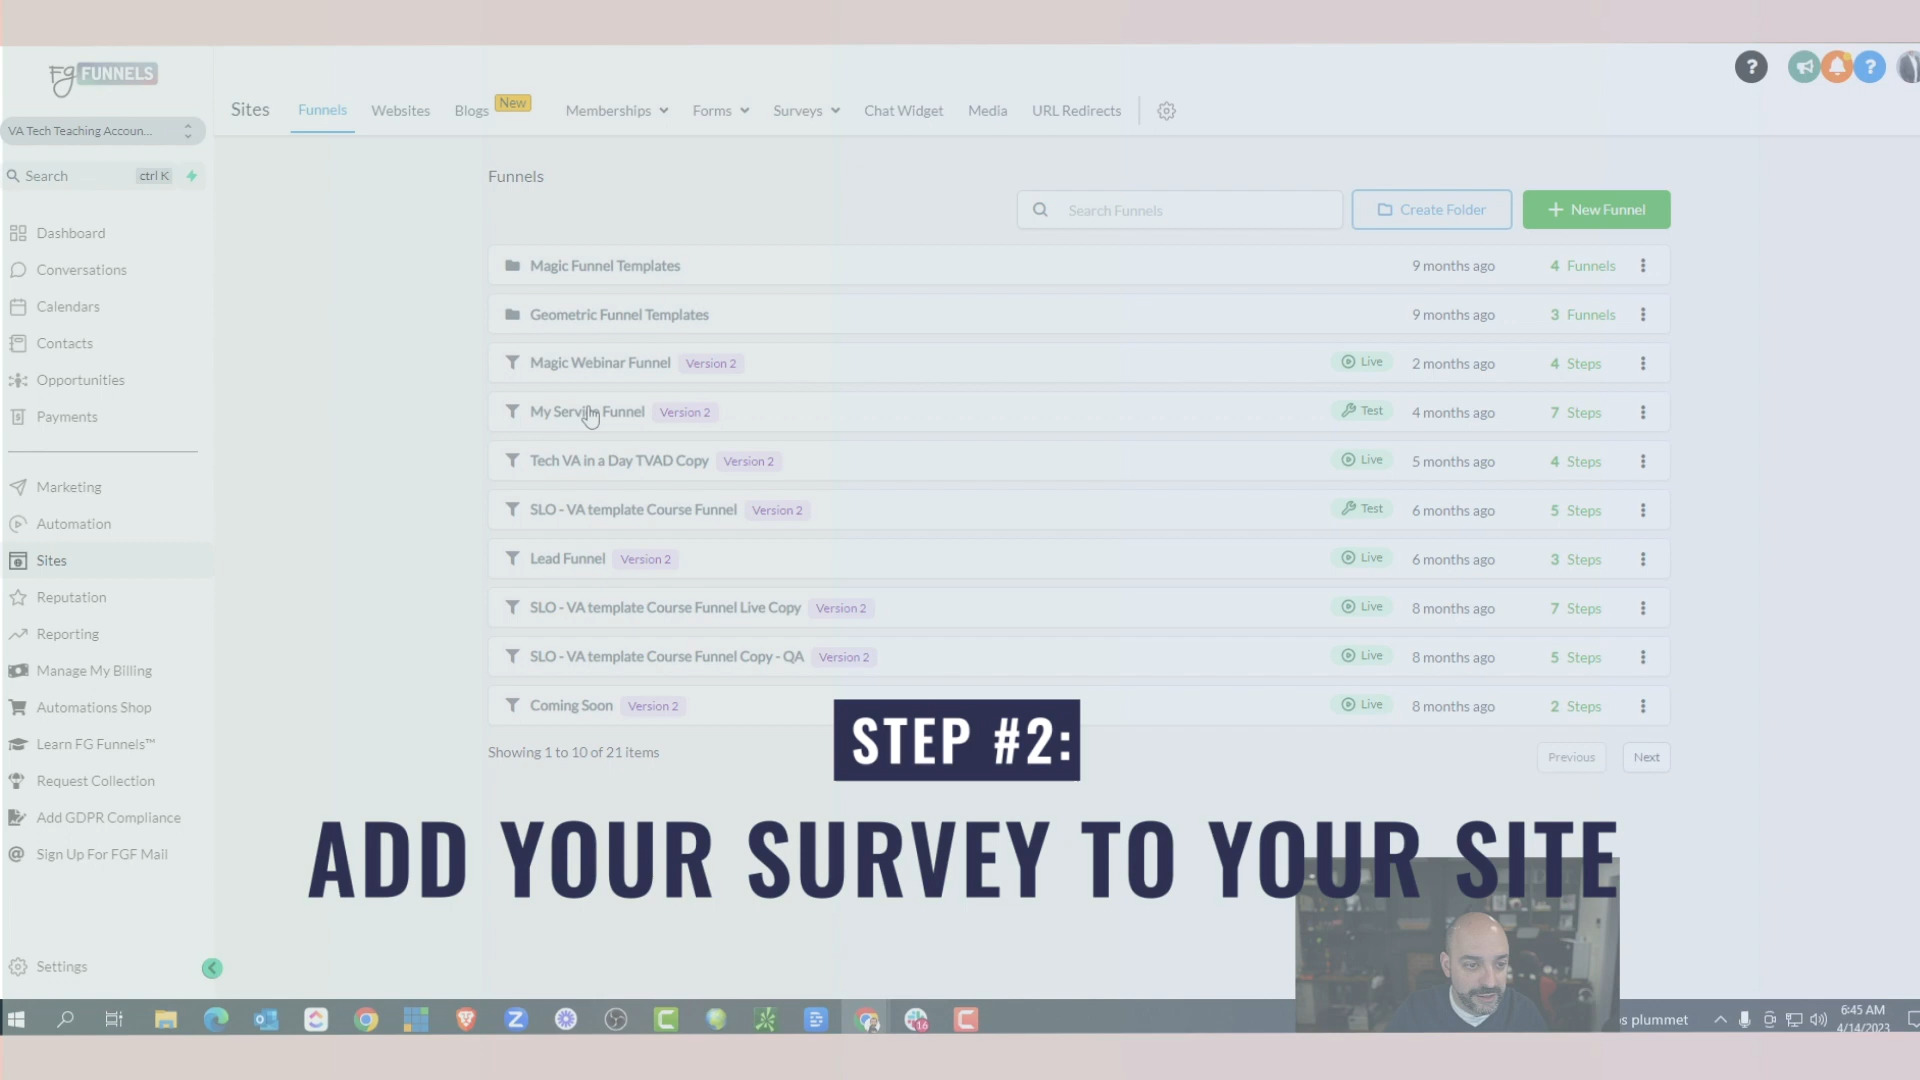 Fg FUNNELS
VA Tech Teaching Accoun...
Search ctrl K
Dashboard
Conversations
Calendars
Contacts
Opportunities
Payments
Marketing
Automation
Sites
Reputation
Reporting
Manage My Billing
Automations Shop
Learn FG Funnels™
Request Collection
Add GDPR Compliance
Sign Up For FGF Mail
Settings
Sites Funnels Websites Blogs New Memberships Forms Surveys Chat Widget Media URL Redirects
? ?
Funnels
Search Funnels Create Folder + New Funnel
Magic Funnel Templates 9 months ago 4 Funnels
Geometric Funnel Templates 9 months ago 3 Funnels
Magic Webinar Funnel Version 2 Live 2 months ago 4 Steps
My Servi Funnel Version 2 Test 4 months ago 7 Steps
Tech VA in a Day TVAD Copy Version 2 Live 5 months ago 4 Steps
SLO - VA template Course Funnel Version 2 Test 6 months ago 5 Steps
Lead Funnel Version 2 Live 6 months ago 3 Steps
SLO - VA template Course Funnel Live Copy Version 2 Live 8 months ago 7 Steps
SLO - VA template Course Funnel Copy - QA Version 2 Live 8 months ago 5 Steps
Coming Soon Version 2 Live 8 months ago 2 Steps
Showing 1 to 10 of 21 items Previous Next
STEP #2:
ADD YOUR SURVEY TO YOUR SITE
16
s plummet
6:45 AM
4/14/2023